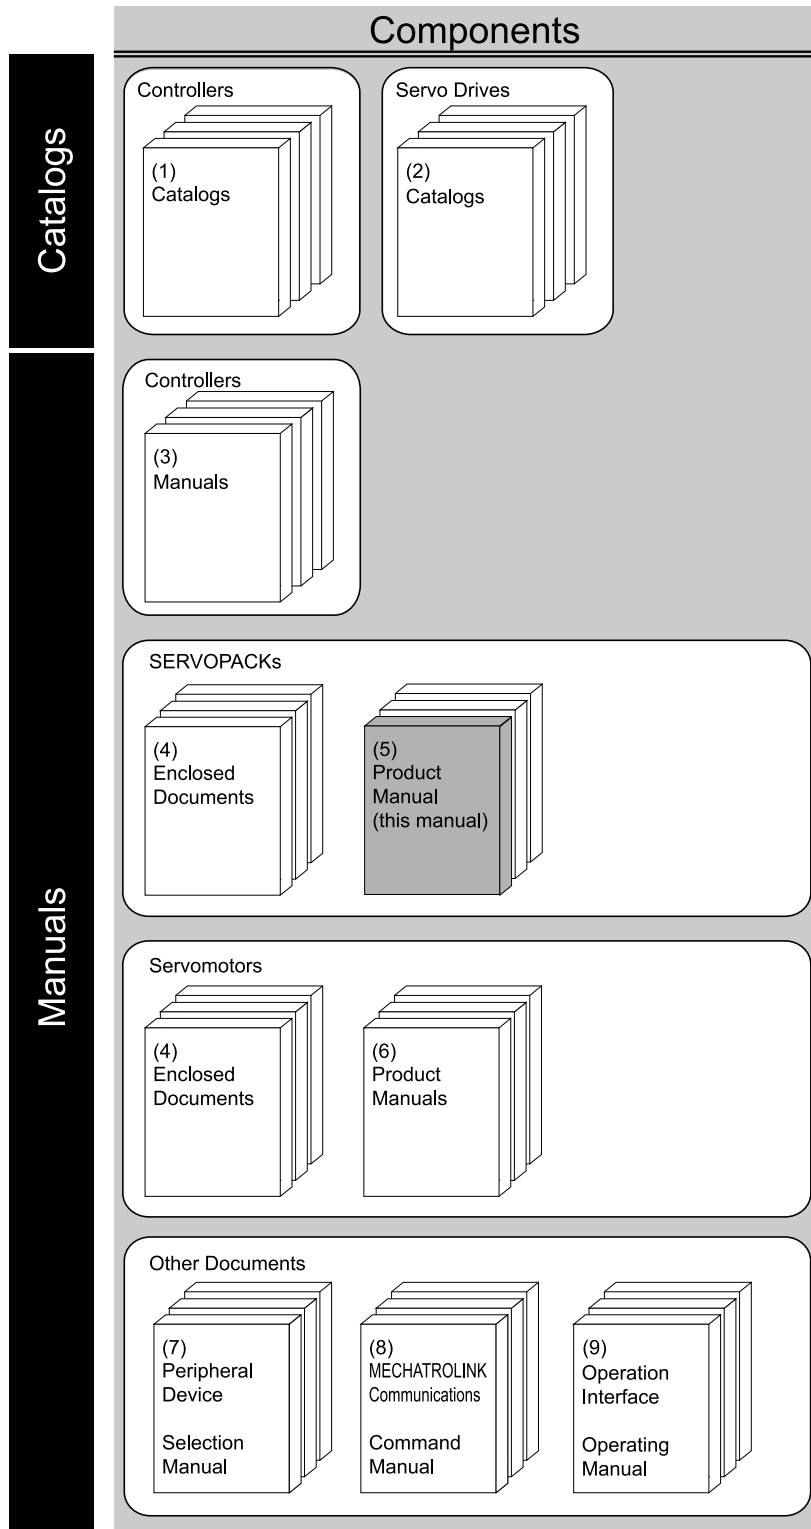 Components
Catalogs
Controllers
(1)
Catalogs
Servo Drives
(2)
Catalogs
Manuals
Controllers
(3)
Manuals
SERVOPACKs
(4)
Enclosed
Documents
(5)
Product
Manual
(this manual)
Servomotors
(4)
Enclosed
Documents
(6)
Product
Manuals
Other Documents
(7)
Peripheral
Device
Selection
Manual
(8)
MECHATROLINK
Communications
Command
Manual
(9)
Operation
Interface
Operating
Manual